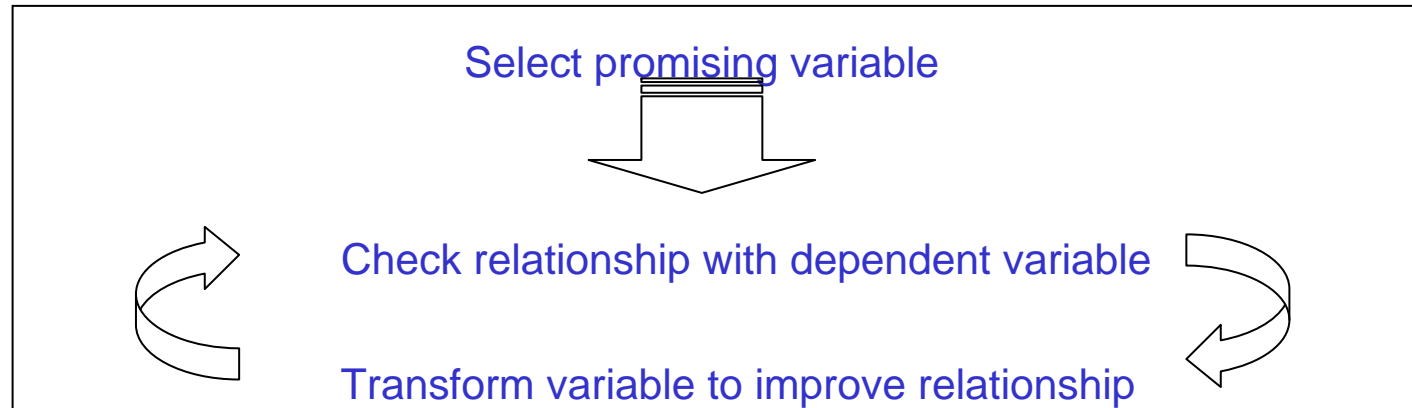 Select promising variable
Check relationship with dependent variable
Transform variable to improve relationship